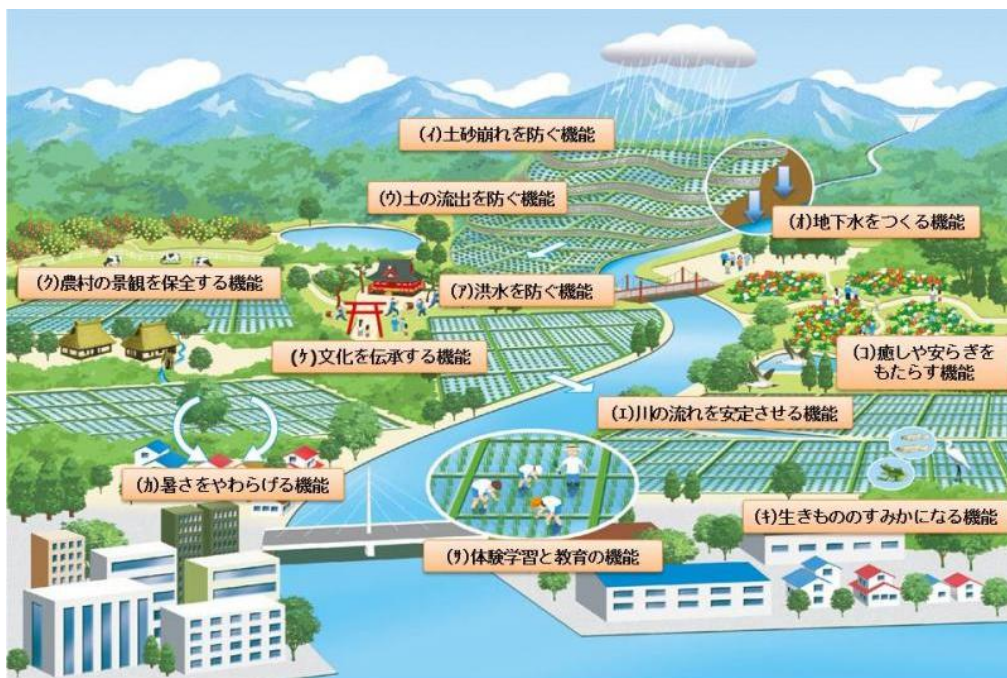 (ｲ)土砂崩れを防ぐ機能
(ｳ)土の流出を防ぐ機能
(ｵ)地下水をつくる機能
(ｸ)農村の景観を保全する機能
(ｱ)洪水を防ぐ機能
(ｹ)文化を伝承する機能
(ｺ)癒しや安らぎを
もたらす機能
(ｴ)川の流れを安定させる機能
(ｶ)暑さをやわらげる機能
(ｷ)生きもののすみかになる機能
(ｻ)体験学習と教育の機能